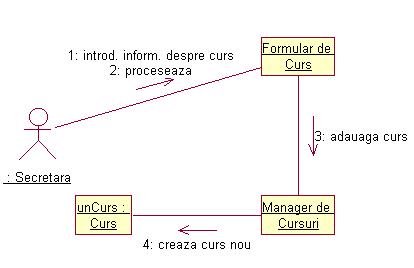 1: introd. inform. despre curs
2: proceseaza
Formular de
Curs
3: adauaga curs
: Secretara
unCurs :
Curs
Manager de
Cursuri
4: creaza curs nou